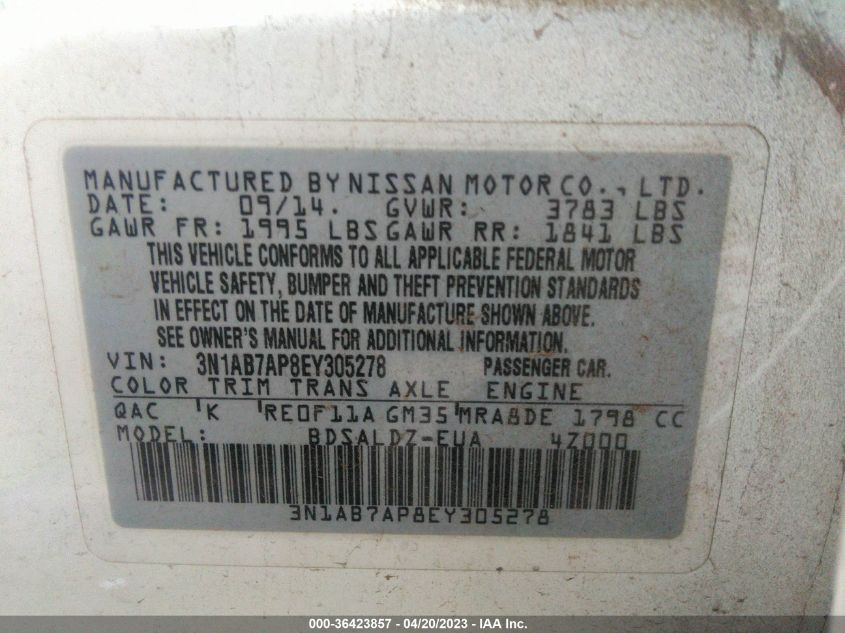 MANUFACTURED BY NISSAN MOTOR CO., LTD.
DATE: 09/14. GVWR: 3783 LBS
GAWR FR: 1995 LBS GAWR RR: 1841 LBS
THIS VEHICLE CONFORMS TO ALL APPLICABLE FEDERAL MOTOR
VEHICLE SAFETY, BUMPER AND THEFT PREVENTION STANDARDS
IN EFFECT ON THE DATE OF MANUFACTURE SHOWN ABOVE.
SEE OWNER'S MANUAL FOR ADDITIONAL INFORMATION.
VIN: 3N1AB7AP8EY305278 PASSENGER CAR.
COLOR TRIM TRANS AXLE ENGINE
QAC 'K 'RE0F11A GM35'MRA8DE 1798 CC
MODEL: BDSALDZ-EUA 4Z000
3N1AB7AP8EY305278
000-36423857 - 04/20/2023 - IAA Inc.